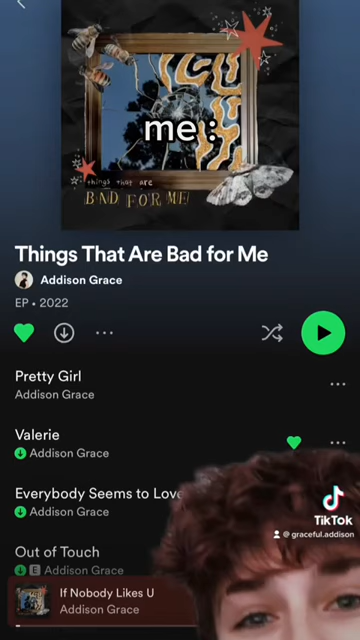 me :
things that are
BAD FOR ME!
Things That Are Bad for Me
Addison Grace
EP • 2022
Pretty Girl
Addison Grace
Valerie
Addison Grace
Everybody Seems to Love
Addison Grace
TikTok
@ graceful.addison
Out of Touch
E Addison Grace
If Nobody Likes U
Addison Grace